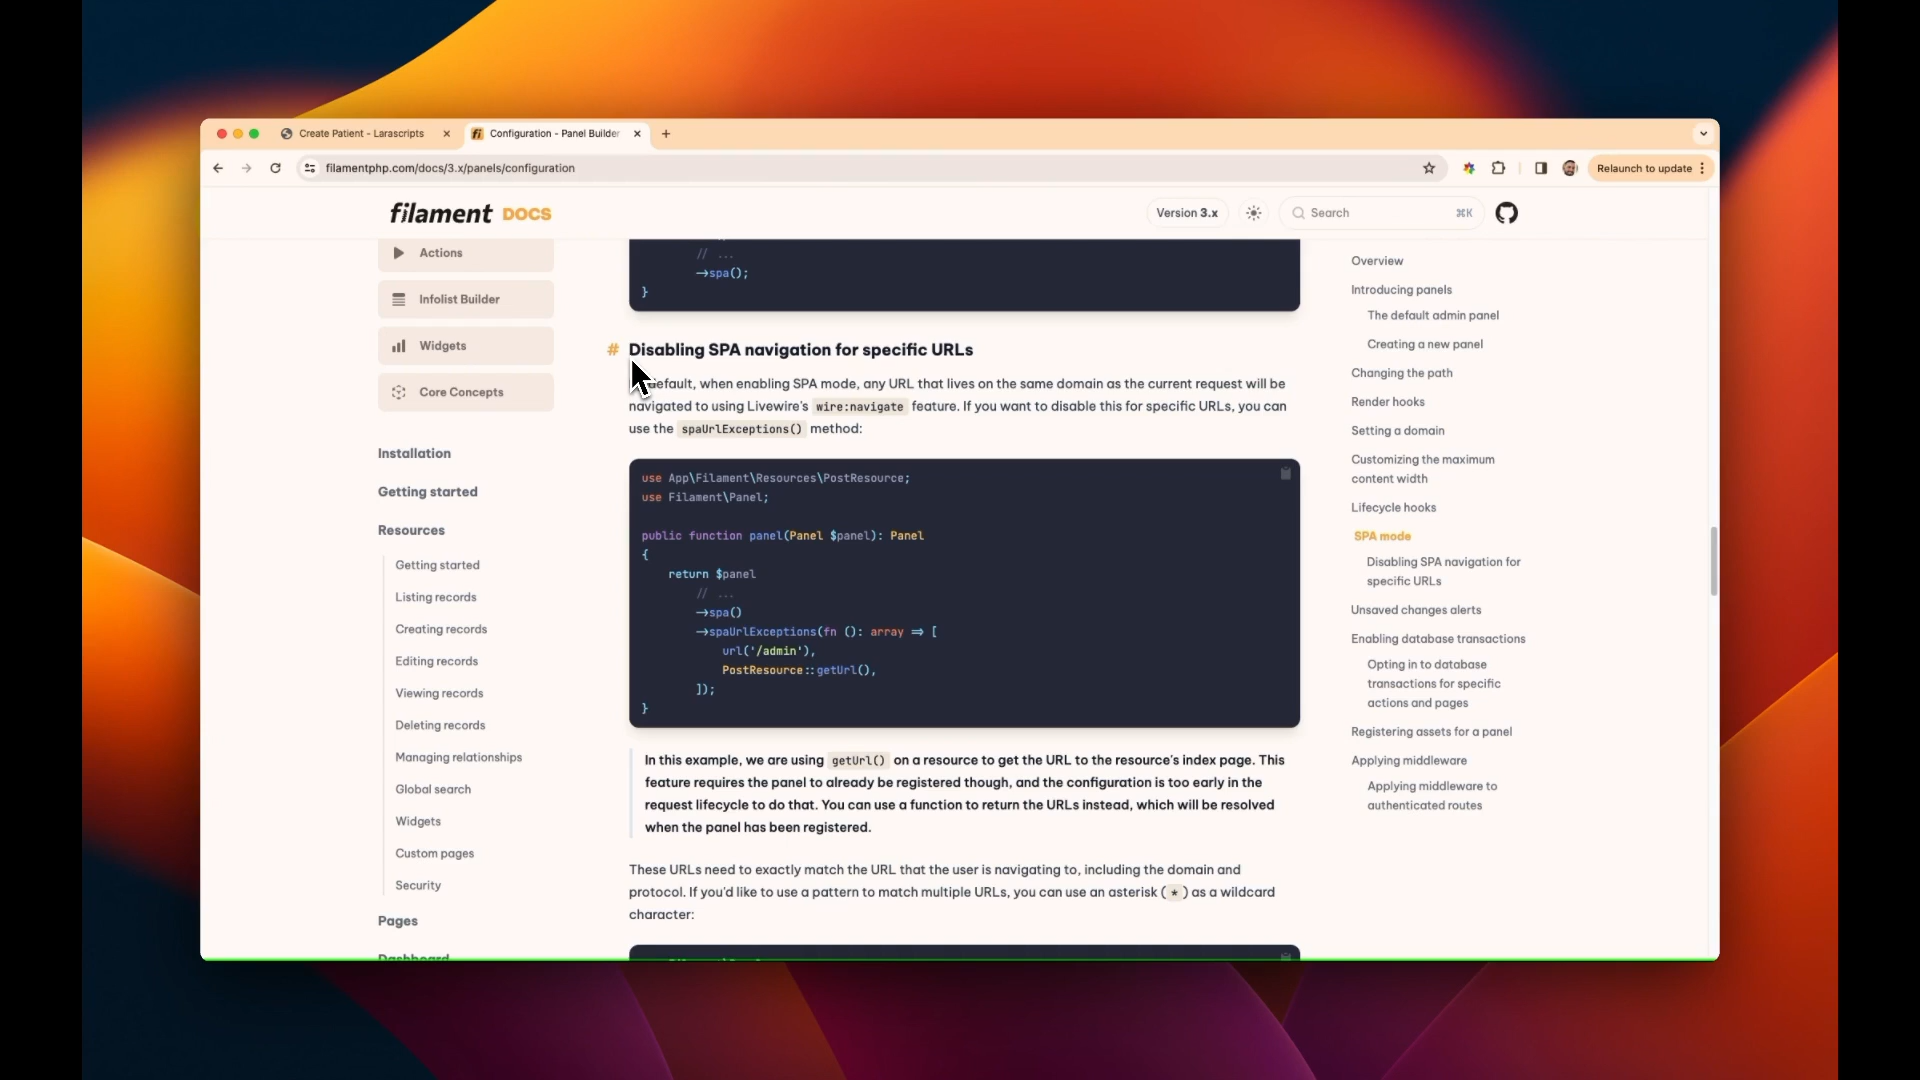 Create Patient - Larascripts
Configuration - Panel Builder
filamentphp.com/docs/3.x/panels/configuration
Relaunch to update
filament DOCS
Version 3.x
Search
⌘K
Actions
Infolist Builder
Widgets
Core Concepts
Installation
Getting started
Resources
Getting started
Listing records
Creating records
Editing records
Viewing records
Deleting records
Managing relationships
Global search
Widgets
Custom pages
Security
Pages
Dashboard
// ...
->spa();
}
# Disabling SPA navigation for specific URLs
default, when enabling SPA mode, any URL that lives on the same domain as the current request will be
navigated to using Livewire's wire:navigate feature. If you want to disable this for specific URLs, you can
use the spaUrlExceptions() method:
use App\Filament\Resources\PostResource;
use Filament\Panel;
public function panel(Panel $panel): Panel
{
return $panel
// ...
->spa()
->spaUrlExceptions(fn (): array => [
url('/admin'),
PostResource::getUrl(),
]);
}
In this example, we are using getUrl() on a resource to get the URL to the resource's index page. This
feature requires the panel to already be registered though, and the configuration is too early in the
request lifecycle to do that. You can use a function to return the URLs instead, which will be resolved
when the panel has been registered.
These URLs need to exactly match the URL that the user is navigating to, including the domain and
protocol. If you'd like to use a pattern to match multiple URLs, you can use an asterisk ( * ) as a wildcard
character:
Overview
Introducing panels
The default admin panel
Creating a new panel
Changing the path
Render hooks
Setting a domain
Customizing the maximum
content width
Lifecycle hooks
SPA mode
Disabling SPA navigation for
specific URLs
Unsaved changes alerts
Enabling database transactions
Opting in to database
transactions for specific
actions and pages
Registering assets for a panel
Applying middleware
Applying middleware to
authenticated routes